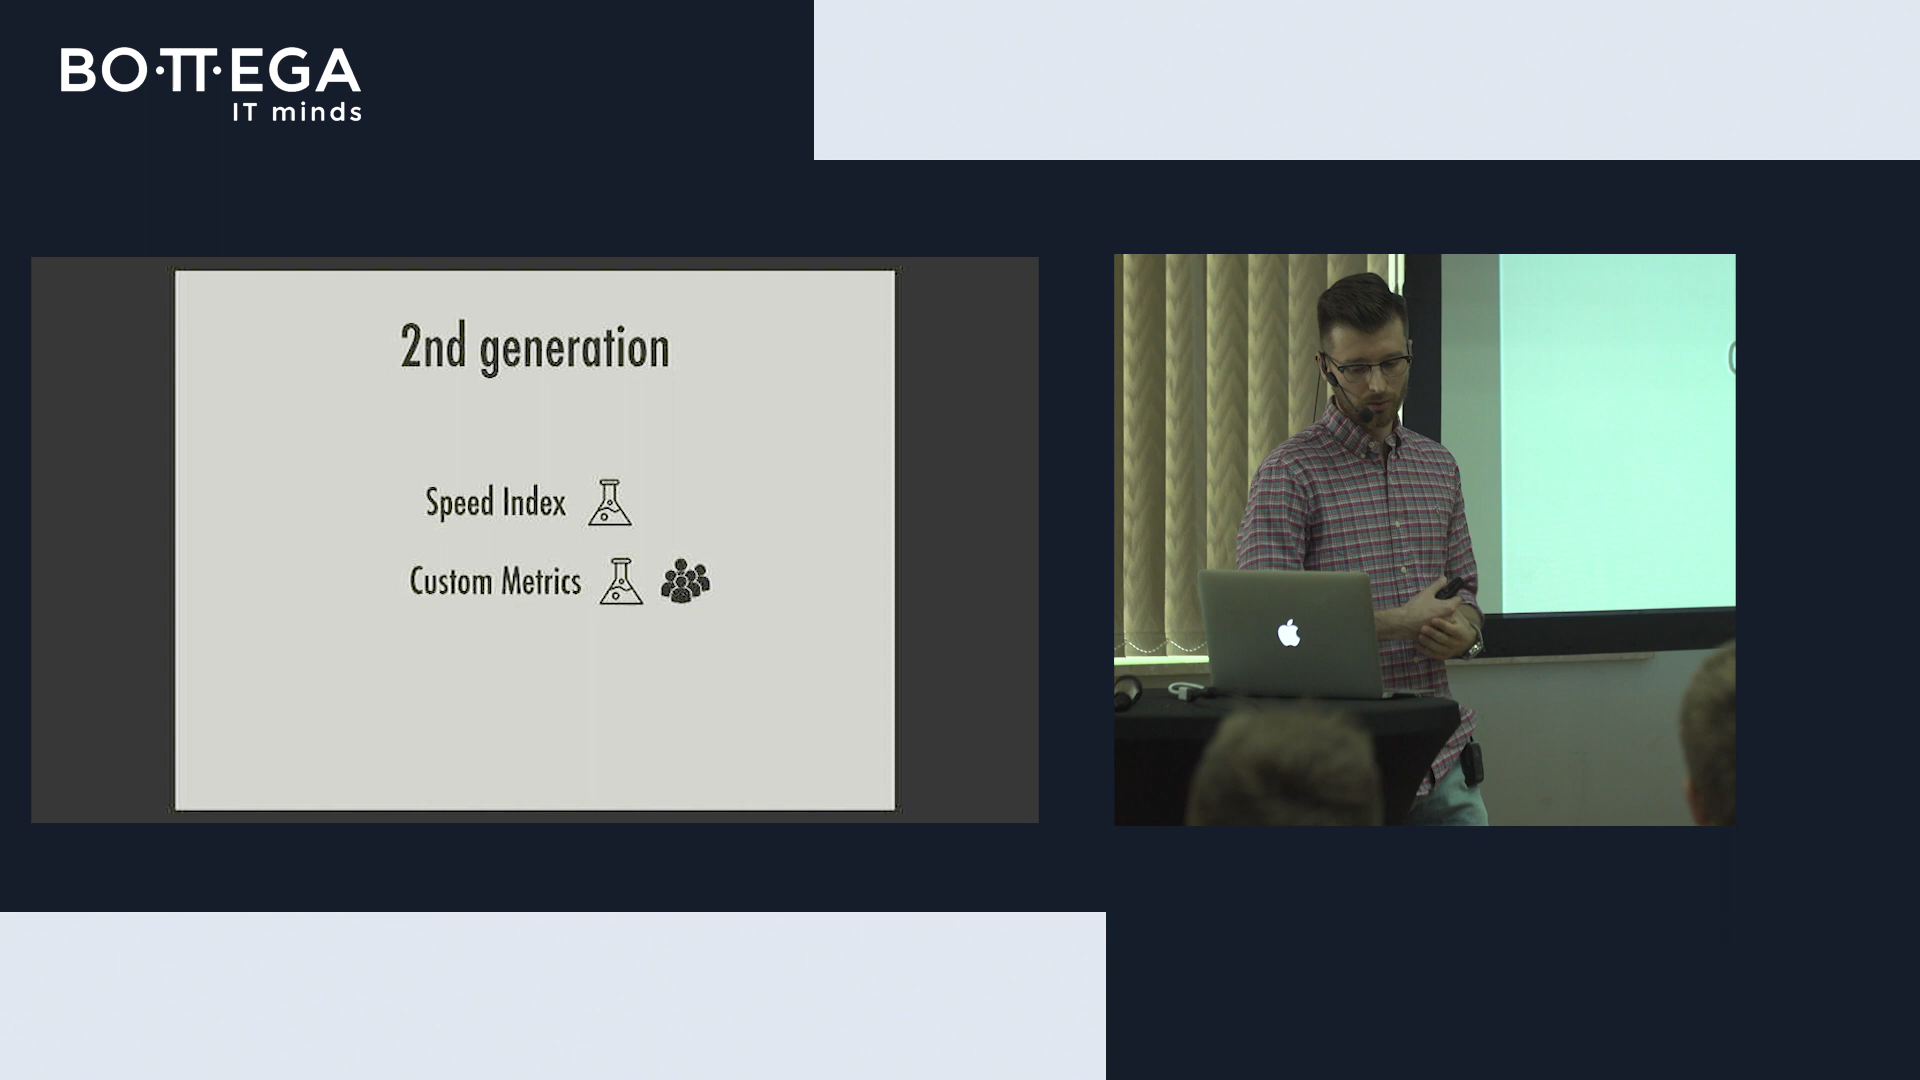 BO·TT·EGA
IT minds
2nd generation
Speed Index
Custom Metrics